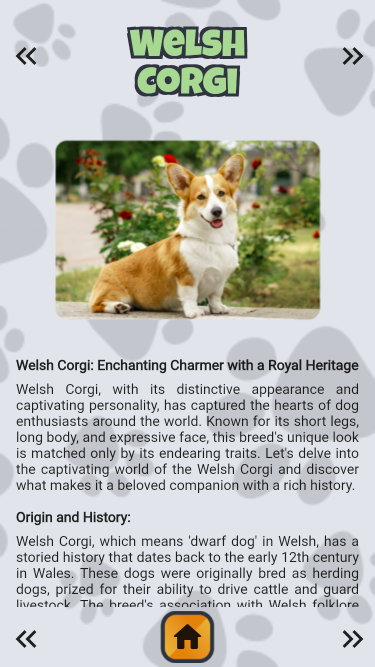 WELSH
CORGI
Welsh Corgi: Enchanting Charmer with a Royal Heritage
Welsh Corgi, with its distinctive appearance and
captivating personality, has captured the hearts of dog
enthusiasts around the world. Known for its short legs,
long body, and expressive face, this breed's unique look
is matched only by its endearing traits. Let's delve into
the captivating world of the Welsh Corgi and discover
what makes it a beloved companion with a rich history.
Origin and History:
Welsh Corgi, which means 'dwarf dog' in Welsh, has a
storied history that dates back to the early 12th century
in Wales. These dogs were originally bred as herding
dogs, prized for their ability to drive cattle and guard
livestock. The breed's association with Welsh folklore